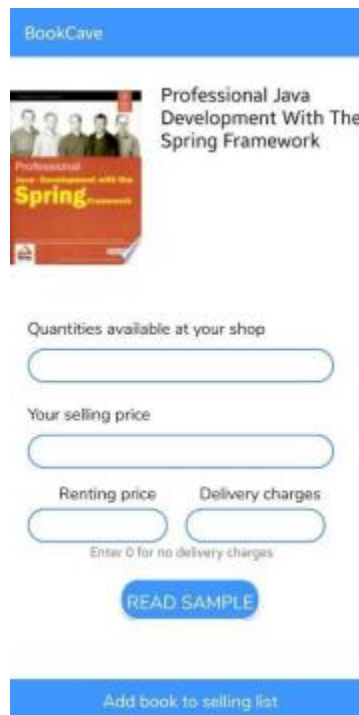 BookCave
Professional Java
Development With The
Spring Framework
Professional
Java Development with the
Spring Framework
Quantities available at your shop
Your selling price
Renting price Delivery charges
Enter 0 for no delivery charges
READ SAMPLE
Add book to selling list